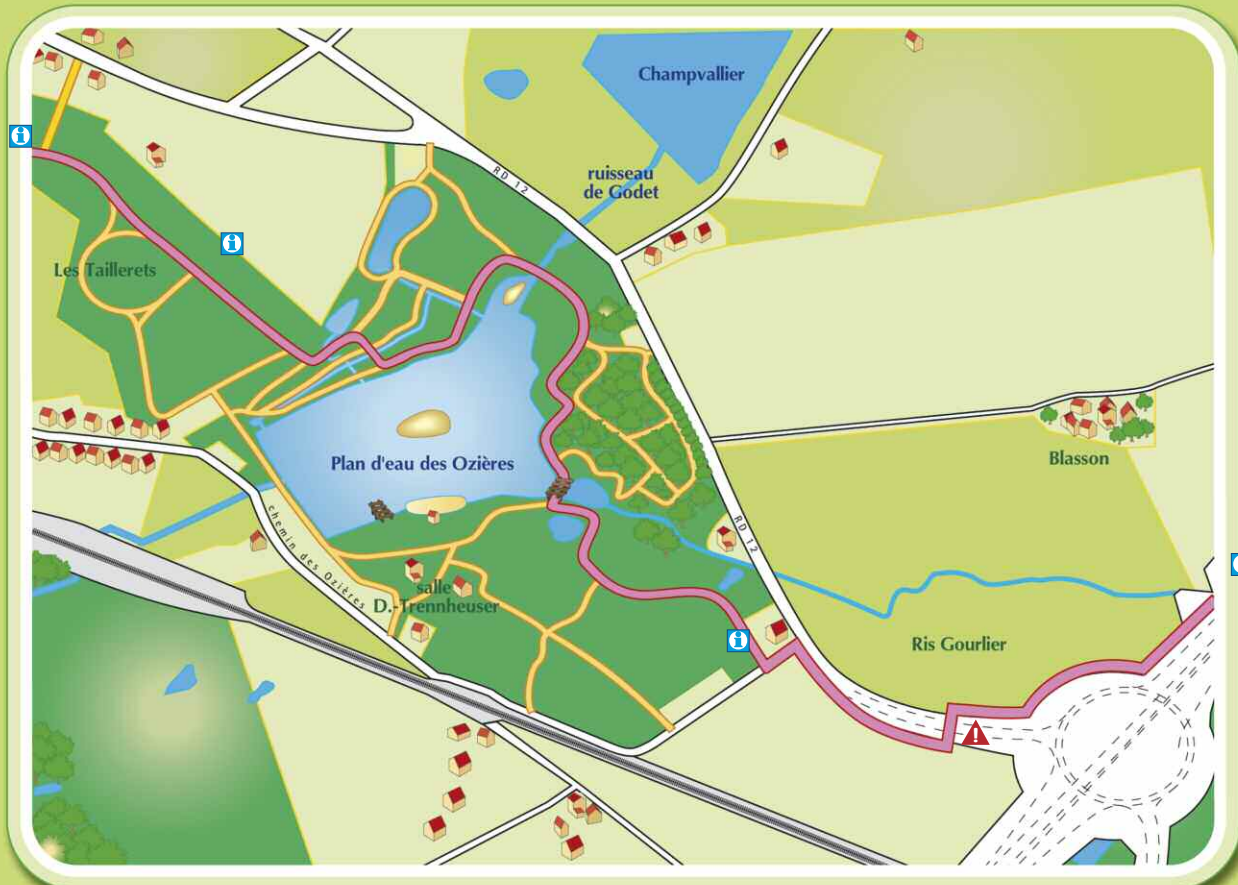 Champvallier
RD 12
ruisseau
de Godet
Les Taillerets
Plan d'eau des Ozières
Blasson
chemin des Ozières
RD 12
salle
D.-Trennheuser
Ris Gourlier